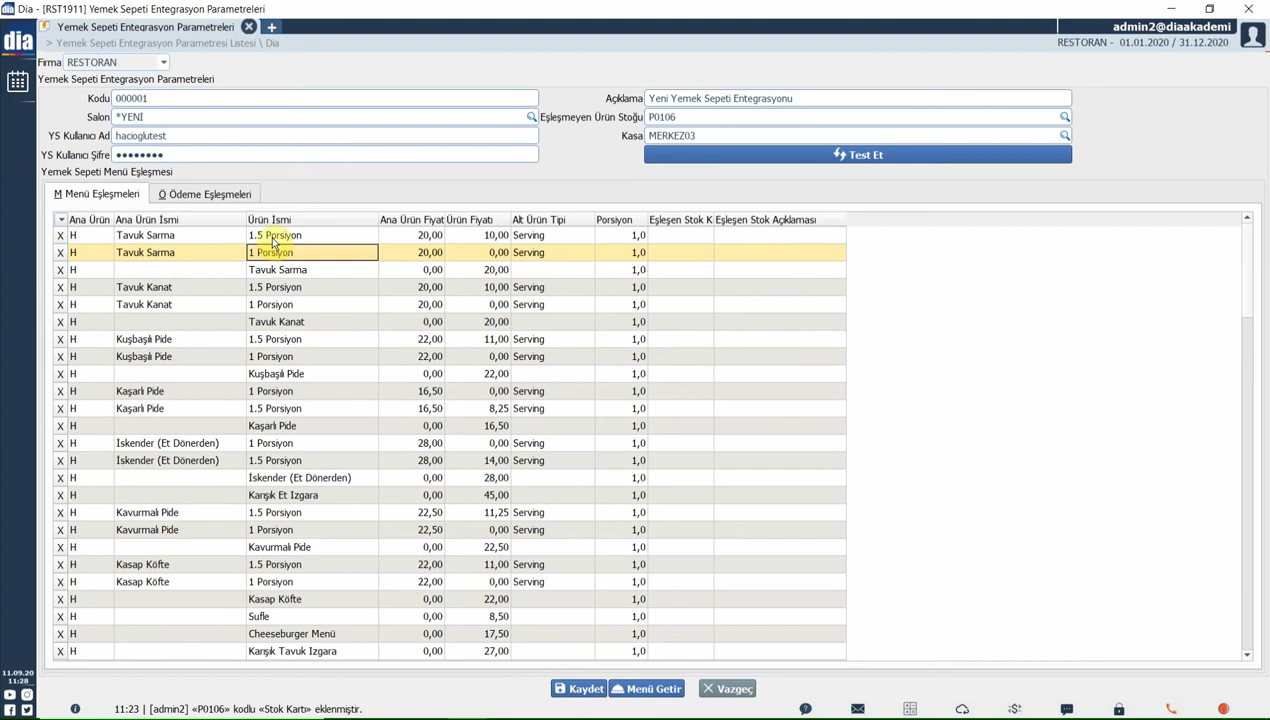 Dia - [RST1911] Yemek Sepeti Entegrasyon Parametreleri
Yemek Sepeti Entegrasyon Parametreleri
admin2@diaakademi
dia
> Yemek Sepeti Entegrasyon Parametresi Listesi \ Dia
RESTORAN - 01.01.2020 / 31.12.2020
Firma RESTORAN
Yemek Sepeti Entegrasyon Parametreleri
Kodu 000001 Açıklama Yeni Yemek Sepeti Entegrasyonu
Salon *YENİ Eşleşmeyen Ürün Stoğu P0106
YS Kullanıcı Ad hacioglutest Kasa MERKEZ03
YS Kullanıcı Şifre ●●●●●●●● Test Et
Yemek Sepeti Menü Eşleşmesi
M Menü Eşleşmeleri Ö Ödeme Eşleşmeleri
Ana Ürün Ana Ürün İsmi Ürün İsmi Ana Ürün Fiyat Ürün Fiyatı Alt Ürün Tipi Porsiyon Eşleşen Stok K Eşleşen Stok Açıklaması
X H Tavuk Sarma 1.5 Porsiyon 20,00 10,00 Serving 1,0
X H Tavuk Sarma 1 Porsiyon 20,00 0,00 Serving 1,0
X H Tavuk Sarma 0,00 20,00 1,0
X H Tavuk Kanat 1.5 Porsiyon 20,00 10,00 Serving 1,0
X H Tavuk Kanat 1 Porsiyon 20,00 0,00 Serving 1,0
X H Tavuk Kanat 0,00 20,00 1,0
X H Kuşbaşılı Pide 1.5 Porsiyon 22,00 11,00 Serving 1,0
X H Kuşbaşılı Pide 1 Porsiyon 22,00 0,00 Serving 1,0
X H Kuşbaşılı Pide 0,00 22,00 1,0
X H Kaşarlı Pide 1 Porsiyon 16,50 0,00 Serving 1,0
X H Kaşarlı Pide 1.5 Porsiyon 16,50 8,25 Serving 1,0
X H Kaşarlı Pide 0,00 16,50 1,0
X H İskender (Et Dönerden) 1 Porsiyon 28,00 0,00 Serving 1,0
X H İskender (Et Dönerden) 1.5 Porsiyon 28,00 14,00 Serving 1,0
X H İskender (Et Dönerden) 0,00 28,00 1,0
X H Karışık Et Izgara 0,00 45,00 1,0
X H Kavurmalı Pide 1.5 Porsiyon 22,50 11,25 Serving 1,0
X H Kavurmalı Pide 1 Porsiyon 22,50 0,00 Serving 1,0
X H Kavurmalı Pide 0,00 22,50 1,0
X H Kasap Köfte 1.5 Porsiyon 22,00 11,00 Serving 1,0
X H Kasap Köfte 1 Porsiyon 22,00 0,00 Serving 1,0
X H Kasap Köfte 0,00 22,00 1,0
X H Sufle 0,00 8,50 1,0
X H Cheeseburger Menü 0,00 17,50 1,0
X H Karışık Tavuk Izgara 0,00 27,00 1,0
11.09.20
11:28
Kaydet Menü Getir Vazgeç
11:23 | [admin2] «P0106» kodlu «Stok Kartı» eklenmiştir.